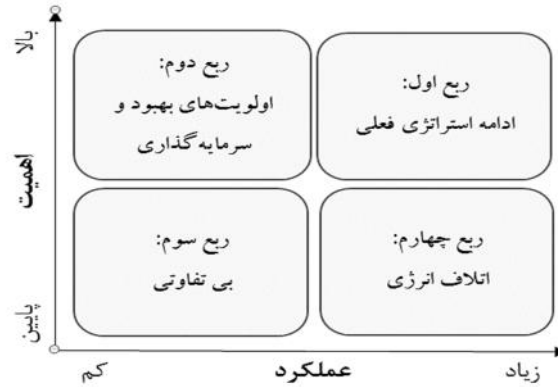 بالا
ربع اول:
ادامه استراتژی فعلی
ربع دوم:
اولویت‌های بهبود و
سرمایه‌گذاری
اهمیت
ربع چهارم:
اتلاف انرژی
ربع سوم:
بی تفاوتی
پایین
زیاد
عملکرد
کم